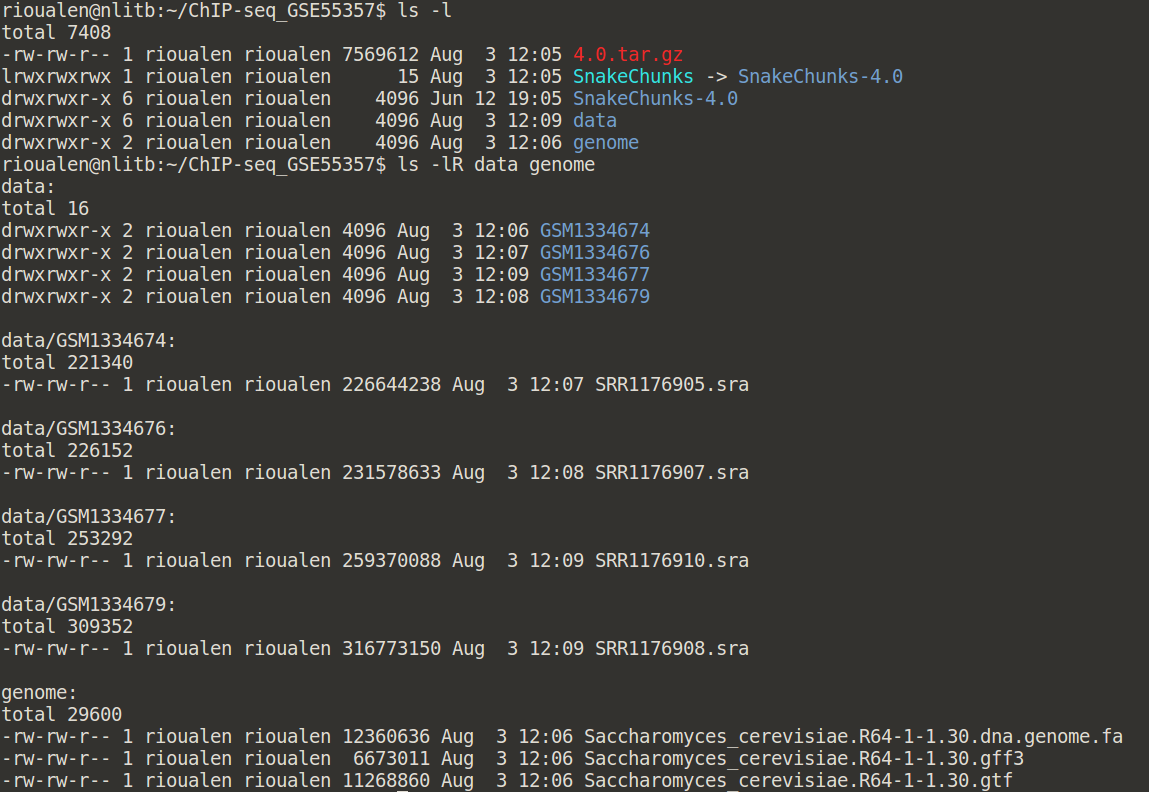 rioualen@nlitb:~/ChIP-seq_GSE55357$ ls -l
total 7408
-rw-rw-r-- 1 rioualen rioualen 7569612 Aug  3 12:05 4.0.tar.gz
lrwxrwxrwx 1 rioualen rioualen      15 Aug  3 12:05 SnakeChunks -> SnakeChunks-4.0
drwxrwxr-x 6 rioualen rioualen    4096 Jun 12 19:05 SnakeChunks-4.0
drwxrwxr-x 6 rioualen rioualen    4096 Aug  3 12:09 data
drwxrwxr-x 2 rioualen rioualen    4096 Aug  3 12:06 genome
rioualen@nlitb:~/ChIP-seq_GSE55357$ ls -lR data genome
data:
total 16
drwxrwxr-x 2 rioualen rioualen 4096 Aug  3 12:06 GSM1334674
drwxrwxr-x 2 rioualen rioualen 4096 Aug  3 12:07 GSM1334676
drwxrwxr-x 2 rioualen rioualen 4096 Aug  3 12:09 GSM1334677
drwxrwxr-x 2 rioualen rioualen 4096 Aug  3 12:08 GSM1334679

data/GSM1334674:
total 221340
-rw-rw-r-- 1 rioualen rioualen 226644238 Aug  3 12:07 SRR1176905.sra

data/GSM1334676:
total 226152
-rw-rw-r-- 1 rioualen rioualen 231578633 Aug  3 12:08 SRR1176907.sra

data/GSM1334677:
total 253292
-rw-rw-r-- 1 rioualen rioualen 259370088 Aug  3 12:09 SRR1176910.sra

data/GSM1334679:
total 309352
-rw-rw-r-- 1 rioualen rioualen 316773150 Aug  3 12:09 SRR1176908.sra

genome:
total 29600
-rw-rw-r-- 1 rioualen rioualen 12360636 Aug  3 12:06 Saccharomyces_cerevisiae.R64-1-1.30.dna.genome.fa
-rw-rw-r-- 1 rioualen rioualen  6673011 Aug  3 12:06 Saccharomyces_cerevisiae.R64-1-1.30.gff3
-rw-rw-r-- 1 rioualen rioualen 11268860 Aug  3 12:06 Saccharomyces_cerevisiae.R64-1-1.30.gtf